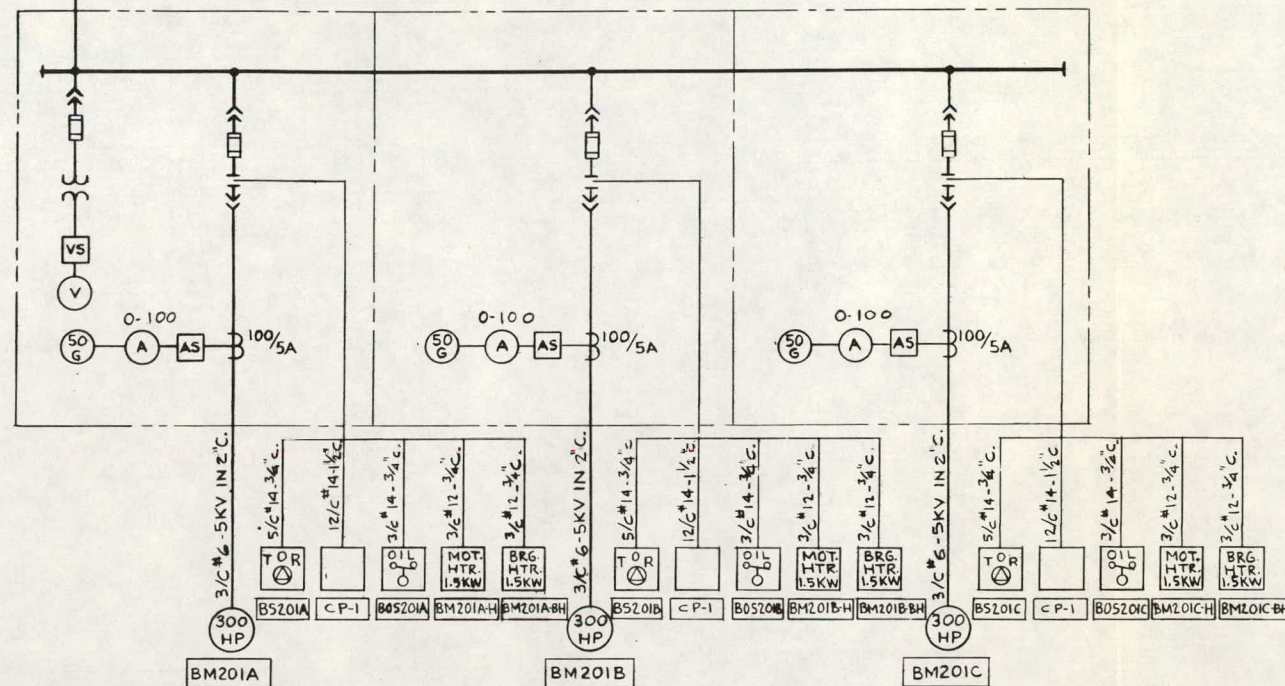 VS
V
0-100
50
G
A
AS
100/5A
0-100
50
G
A
AS
100/5A
0-100
50
G
A
AS
100/5A
3/C #6-5KV IN 2"C.
5/C #14-3/4"C.
12/C #14-1 1/2"C
3/C #14-3/4"C.
3/C #12-3/4"C.
3/C #12-3/4"C.
3/C #6-5KV IN 2"C.
5/C #14-3/4"C
12/C #14-1 1/2"C
3/C #14-3/4"C.
3/C #12-3/4"C.
3/C #12-3/4"C.
3/C #6-5KV IN 2"C.
5/C #14-3/4"C.
12/C #14-1 1/2"C
3/C #14-3/4"C.
3/C #12-3/4"C.
3/C #12-3/4"C.
T O R
OIL
MOT.
HTR.
1.5KW
BRG.
HTR.
1.5KW
T O R
OIL
MOT.
HTR.
1.5KW
BRG.
HTR.
1.5KW
T O R
OIL
MOT.
HTR.
1.5KW
BRG.
HTR.
1.5KW
BS201A
CP-1
BOS201A
BM201A-H
BM201A-BH
BS201B
CP-1
BOS201B
BM201B-H
BM201B-BH
BS201C
CP-1
BOS201C
BM201C-H
BM201C-BH
300
HP
300
HP
300
HP
BM201A
BM201B
BM201C